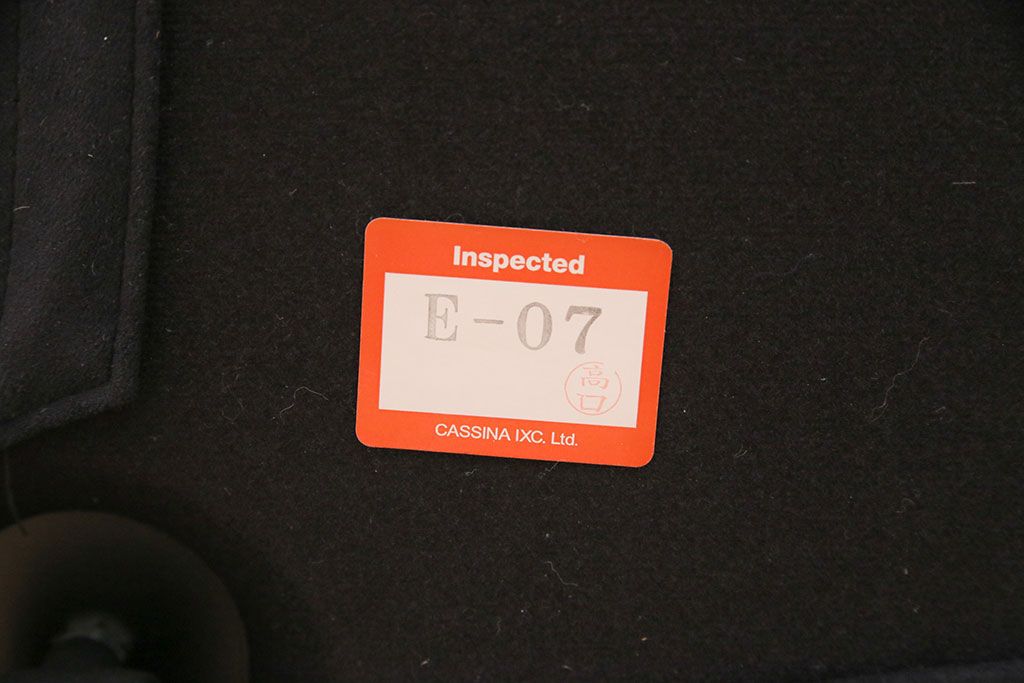 Inspected
E-07
高
口
CASSINA IXC. Ltd.